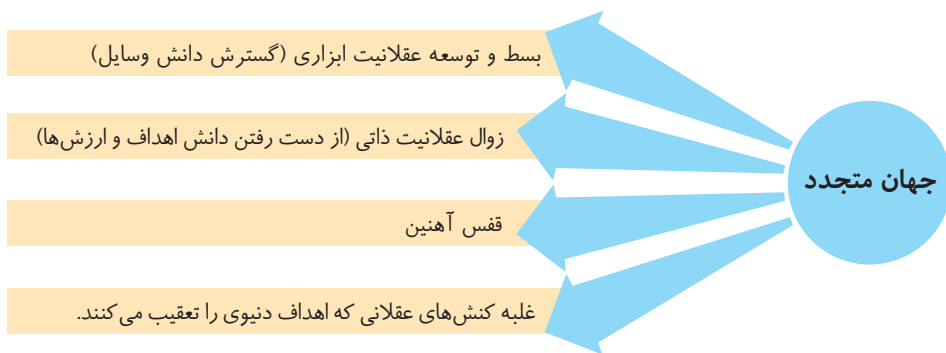 جهان متجدد
بسط و توسعه عقلانیت ابزاری (گسترش دانش وسایل)
زوال عقلانیت ذاتی (از دست رفتن دانش اهداف و ارزش‌ها)
قفس آهنین
غلبه کنش‌های عقلانی که اهداف دنیوی را تعقیب می‌کنند.